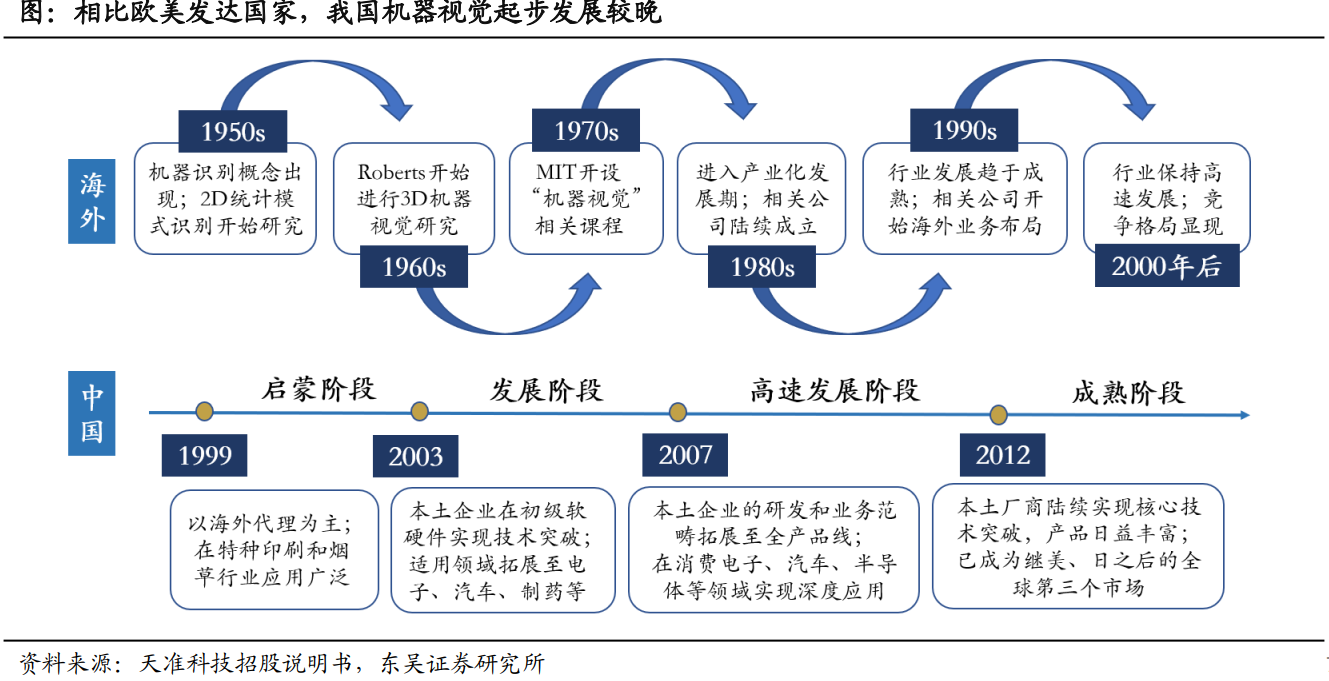 图：相比欧美发达国家，我国机器视觉起步发展较晚
海外
1950s
机器识别概念出
现；2D统计模
式识别开始研究
Roberts开始
进行3D机器
视觉研究
1960s
1970s
MIT开设
“机器视觉”
相关课程
进入产业化发
展期；相关公
司陆续成立
1980s
1990s
行业发展趋于成
熟；相关公司开
始海外业务布局
行业保持高
速发展；竞
争格局显现
2000年后
中国
启蒙阶段
发展阶段
高速发展阶段
成熟阶段
1999
2003
2007
2012
以海外代理为主；
在特种印刷和烟
草行业应用广泛
本土企业在初级软
硬件实现技术突破；
适用领域拓展至电
子、汽车、制药等
本土企业的研发和业务范
畴拓展至全产品线；
在消费电子、汽车、半导
体等领域实现深度应用
本土厂商陆续实现核心技
术突破，产品日益丰富；
已成为继美、日之后的全
球第三个市场
资料来源：天准科技招股说明书，东吴证券研究所